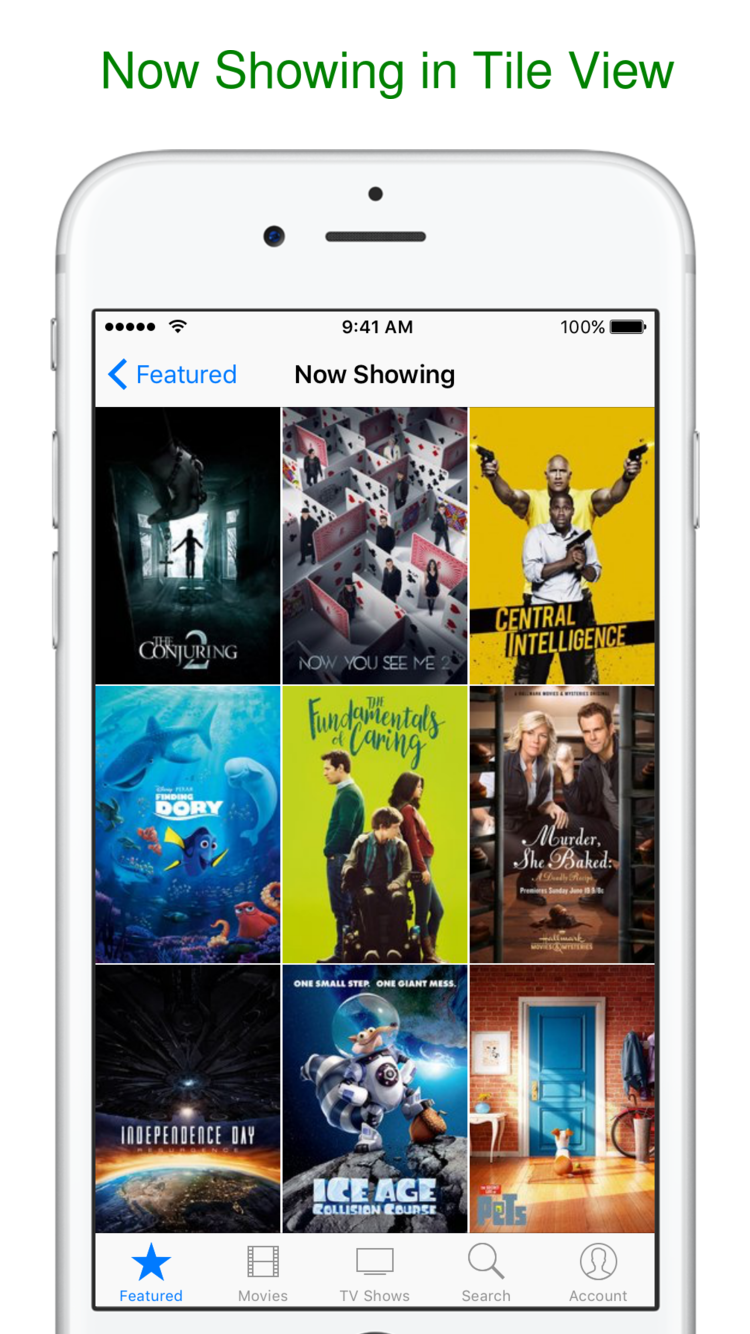 Now Showing in Tile View
9:41 AM
100%
Featured
Now Showing
THE
CONJURING
2
NOW YOU SEE ME 2
CENTRAL
INTELLIGENCE
Disney PIXAR
FINDING
DORY
THE
Fundamentals
of Caring
A HALLMARK MOVIES & MYSTERIES ORIGINAL
Murder,
She Baked:
A Deadly Recipe
Premieres Sunday June 19 9/8c
Hallmark
MOVIES & MYSTERIES
INDEPENDENCE DAY
RESURGENCE
ONE SMALL STEP. ONE GIANT MESS.
ICE AGE
COLLISION COURSE
THE SECRET
LIFE OF
PeTs
Featured
Movies
TV Shows
Search
Account